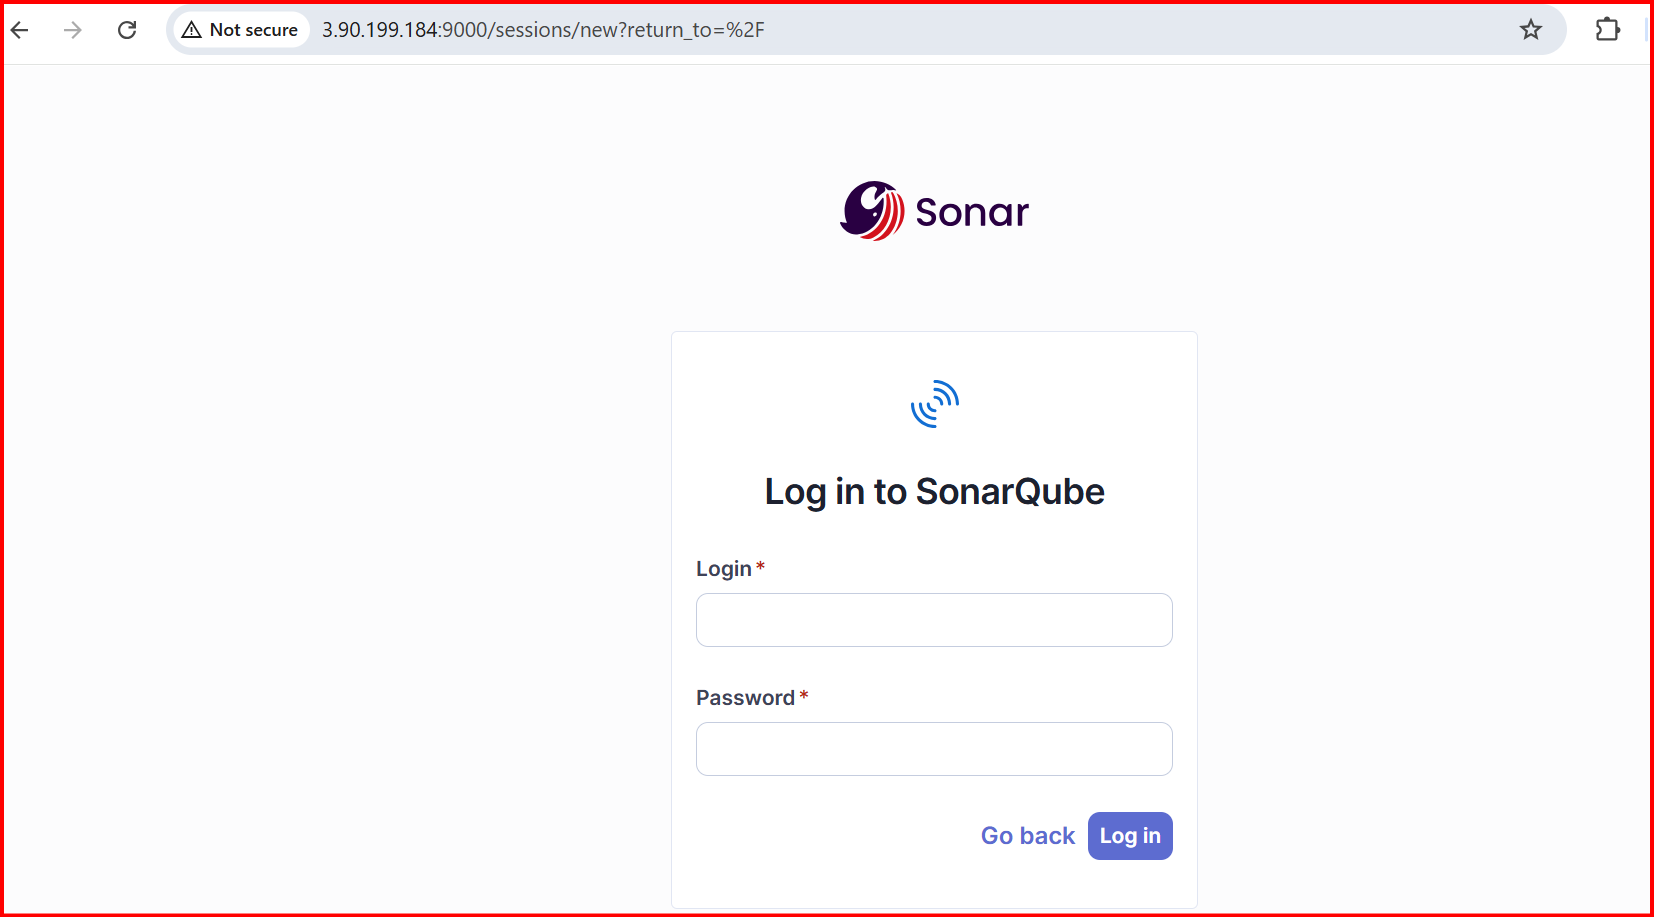 Not secure 3.90.199.184:9000/sessions/new?return_to=%2F
Sonar
Log in to SonarQube
Login *
Password *
Go back Log in